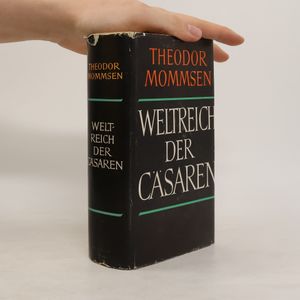 THEODOR
MOMMSEN
WELT-
REICH
DER
CÄSAREN
THEODOR
MOMMSEN
WELTREICH
DER
CÄSAREN